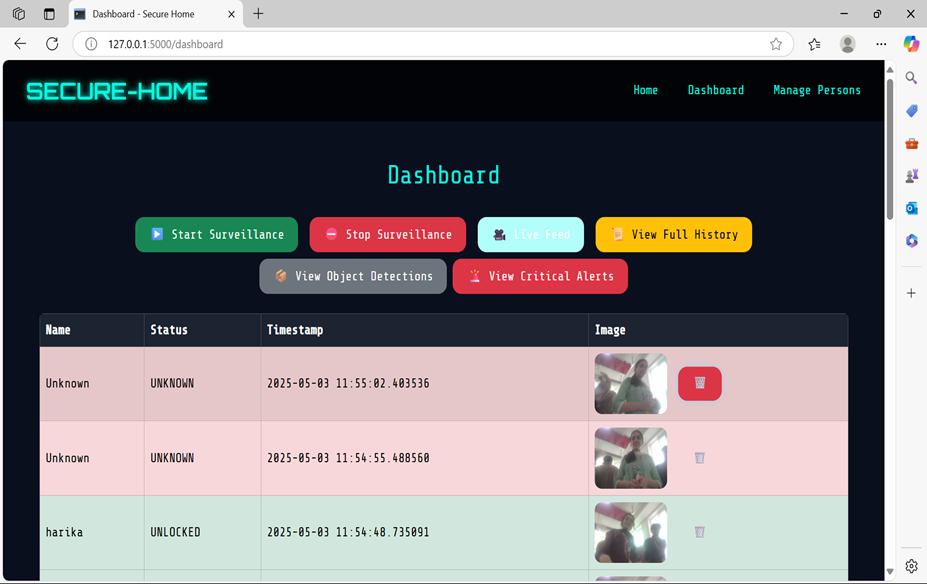 Dashboard - Secure Home
127.0.0.1:5000/dashboard
SECURE-HOME
Home Dashboard Manage Persons
Dashboard
Start Surveillance Stop Surveillance Live Feed View Full History
View Object Detections View Critical Alerts
Name Status Timestamp Image
Unknown UNKNOWN 2025-05-03 11:55:02.403536
Unknown UNKNOWN 2025-05-03 11:54:55.488560
harika UNLOCKED 2025-05-03 11:54:48.735091